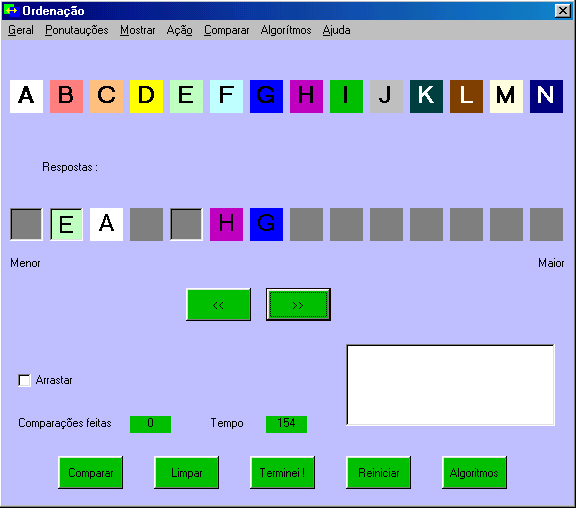 Ordenação
Geral Ponutauções Mostrar Ação Comparar Algorítmos Ajuda
A B C D E F G H I J K L M N
Respostas :
E A H G
Menor Maior
<< >>
Arrastar
Comparações feitas 0 Tempo 154
Comparar Limpar Terminei ! Reiniciar Algoritmos